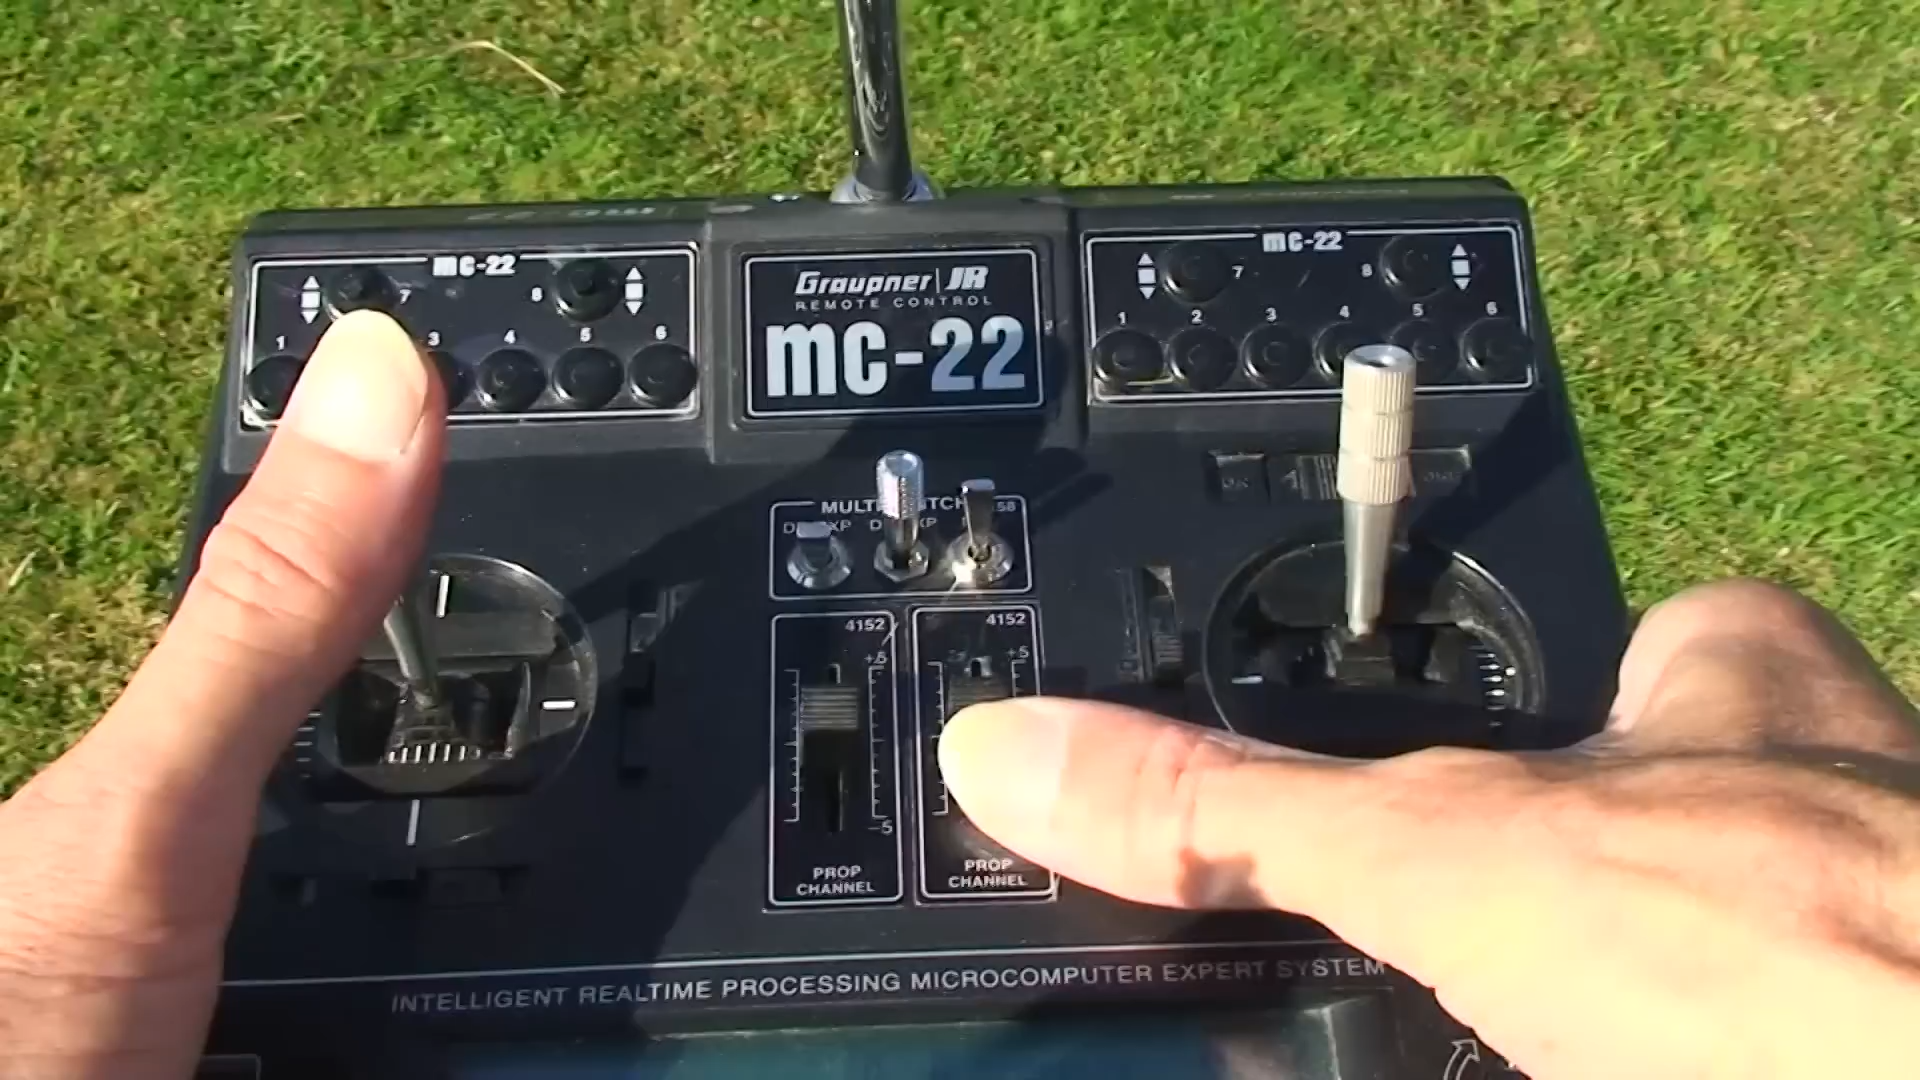 mc-22
7
8
1
3
4
5
6
Graupner JR
REMOTE CONTROL
mc-22
mc-22
7
8
1
2
3
4
5
6
4152
+5
-5
PROP
CHANNEL
4152
+5
PROP
CHANNEL
INTELLIGENT REALTIME PROCESSING MICROCOMPUTER EXPERT SYSTEM